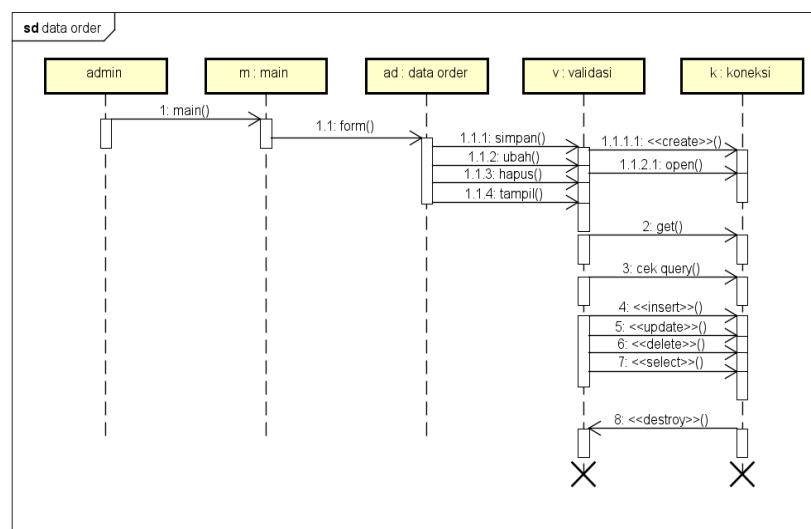 sd data order
admin
m : main
ad : data order
v : validasi
k : koneksi
1: main()
1.1: form()
1.1.1: simpan()
1.1.1.1: <<create>>()
1.1.2: ubah()
1.1.2.1: open()
1.1.3: hapus()
1.1.4: tampil()
2: get()
3: cek query()
4: <<insert>>()
5: <<update>>()
6: <<delete>>()
7: <<select>>()
8: <<destroy>>()